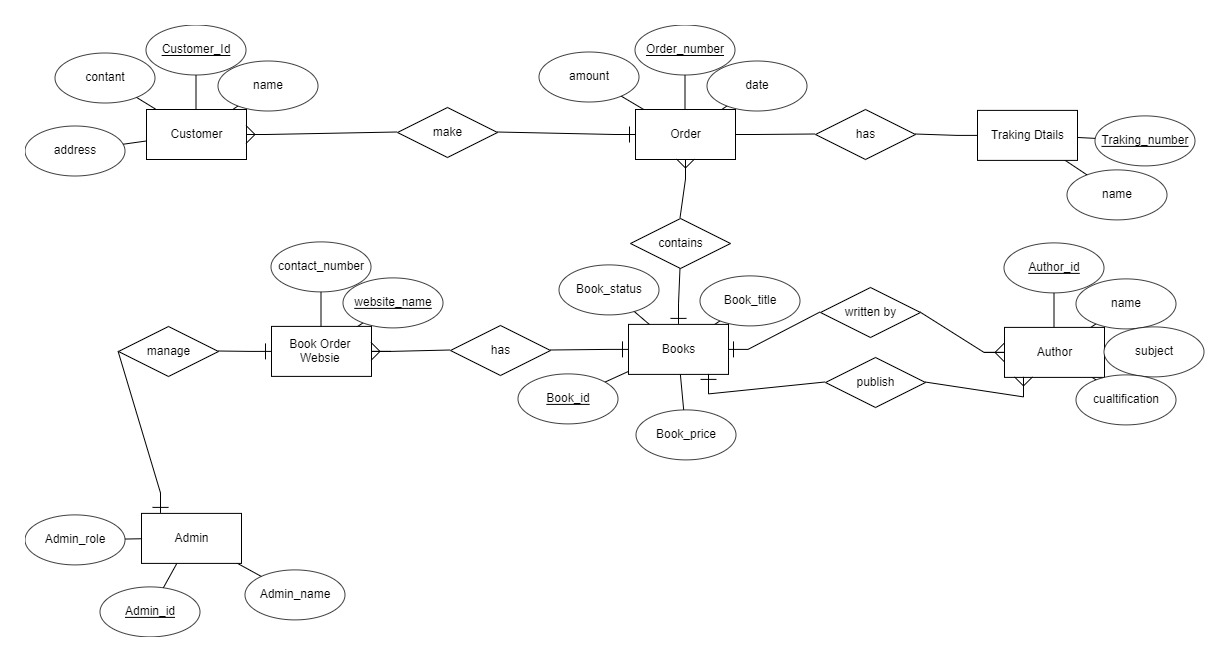 Customer_Id
contant
name
Customer
address
make
amount
Order_number
date
Order
has
Traking Dtails
Traking_number
name
contains
contact_number
website_name
Book Order
Websie
manage
has
Book_status
Book_title
Books
Book_id
Book_price
written by
publish
Author_id
name
Author
subject
cualtification
Admin_role
Admin
Admin_id
Admin_name